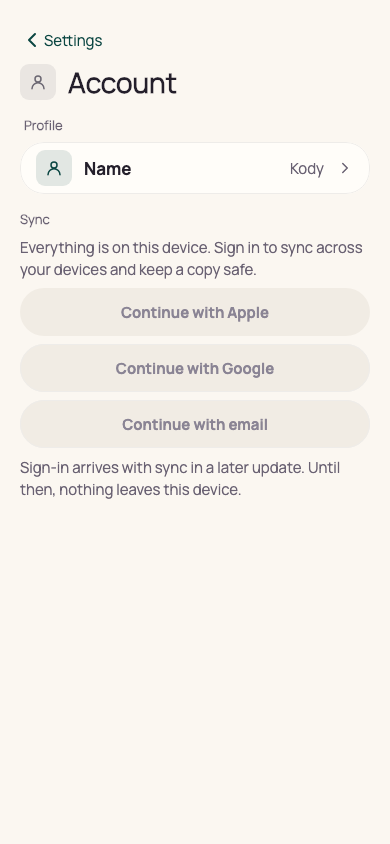 Settings
Account
Profile
Name
Kody
Sync
Everything is on this device. Sign in to sync across
your devices and keep a copy safe.
Continue with Apple
Continue with Google
Continue with email
Sign-in arrives with sync in a later update. Until
then, nothing leaves this device.